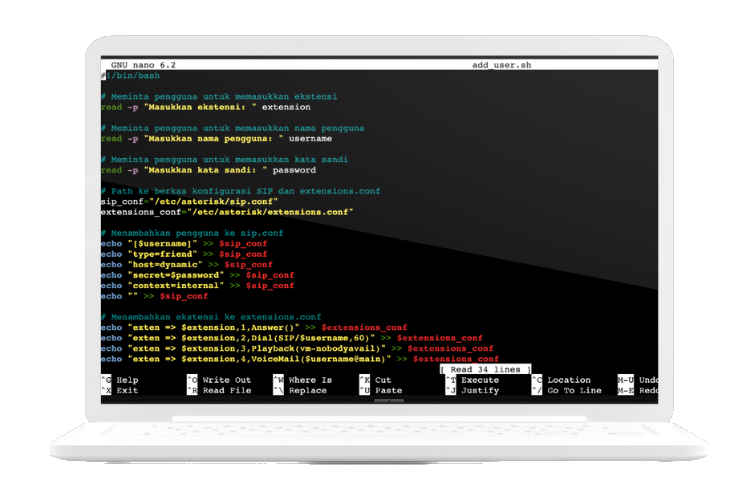 GNU nano 6.2 add_user.sh
#!/bin/bash
# Meminta pengguna untuk memasukkan ekstensi
read -p "Masukkan ekstensi: " extension
# Meminta pengguna untuk memasukkan nama pengguna
read -p "Masukkan nama pengguna: " username
# Meminta pengguna untuk memasukkan kata sandi
read -p "Masukkan kata sandi: " password
# Path ke berkas konfigurasi SIP dan extensions.conf
sip_conf="/etc/asterisk/sip.conf"
extensions_conf="/etc/asterisk/extensions.conf"
# Menambahkan pengguna ke sip.conf
echo "[$username]" >> $sip_conf
echo "type=friend" >> $sip_conf
echo "host=dynamic" >> $sip_conf
echo "secret=$password" >> $sip_conf
echo "context=internal" >> $sip_conf
echo "" >> $sip_conf
# Menambahkan ekstensi ke extensions.conf
echo "exten => $extension,1,Answer()" >> $extensions_conf
echo "exten => $extension,2,Dial(SIP/$username,60)" >> $extensions_conf
echo "exten => $extension,3,Playback(vm-nobodyavail)" >> $extensions_conf
echo "exten => $extension,4,VoiceMail($username@main)" >> $extensions_conf
[ Read 34 lines ]
^G Help ^O Write Out ^W Where Is ^K Cut ^T Execute ^C Location M-U Undo
^X Exit ^R Read File ^\ Replace ^U Paste ^J Justify ^/ Go To Line M-E Redo